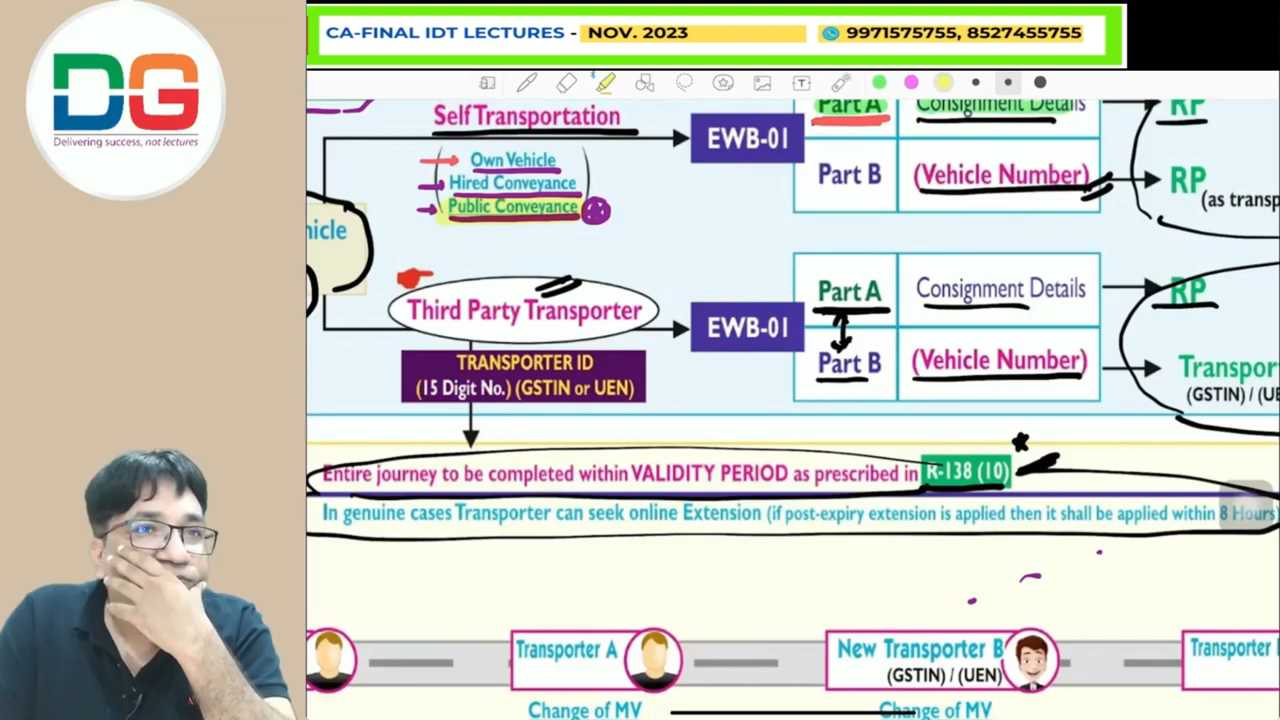 DG
Delivering success, not lectures
CA-FINAL IDT LECTURES - NOV. 2023 9971575755, 8527455755
Self Transportation
Own Vehicle
Hired Conveyance
Public Conveyance
EWB-01
Part A Consignment Details RP
Part B (Vehicle Number) RP
(as transp
hicle
Third Party Transporter
EWB-01
Part A Consignment Details RP
Part B (Vehicle Number) Transpor
(GSTIN) / (UE
TRANSPORTER ID
(15 Digit No.) (GSTIN or UEN)
Entire journey to be completed within VALIDITY PERIOD as prescribed in R-138 (10)
In genuine cases Transporter can seek online Extension (if post-expiry extension is applied then it shall be applied within 8 Hours)
Transporter A
New Transporter B
(GSTIN) / (UEN)
Transporter
Change of MV
Change of MV